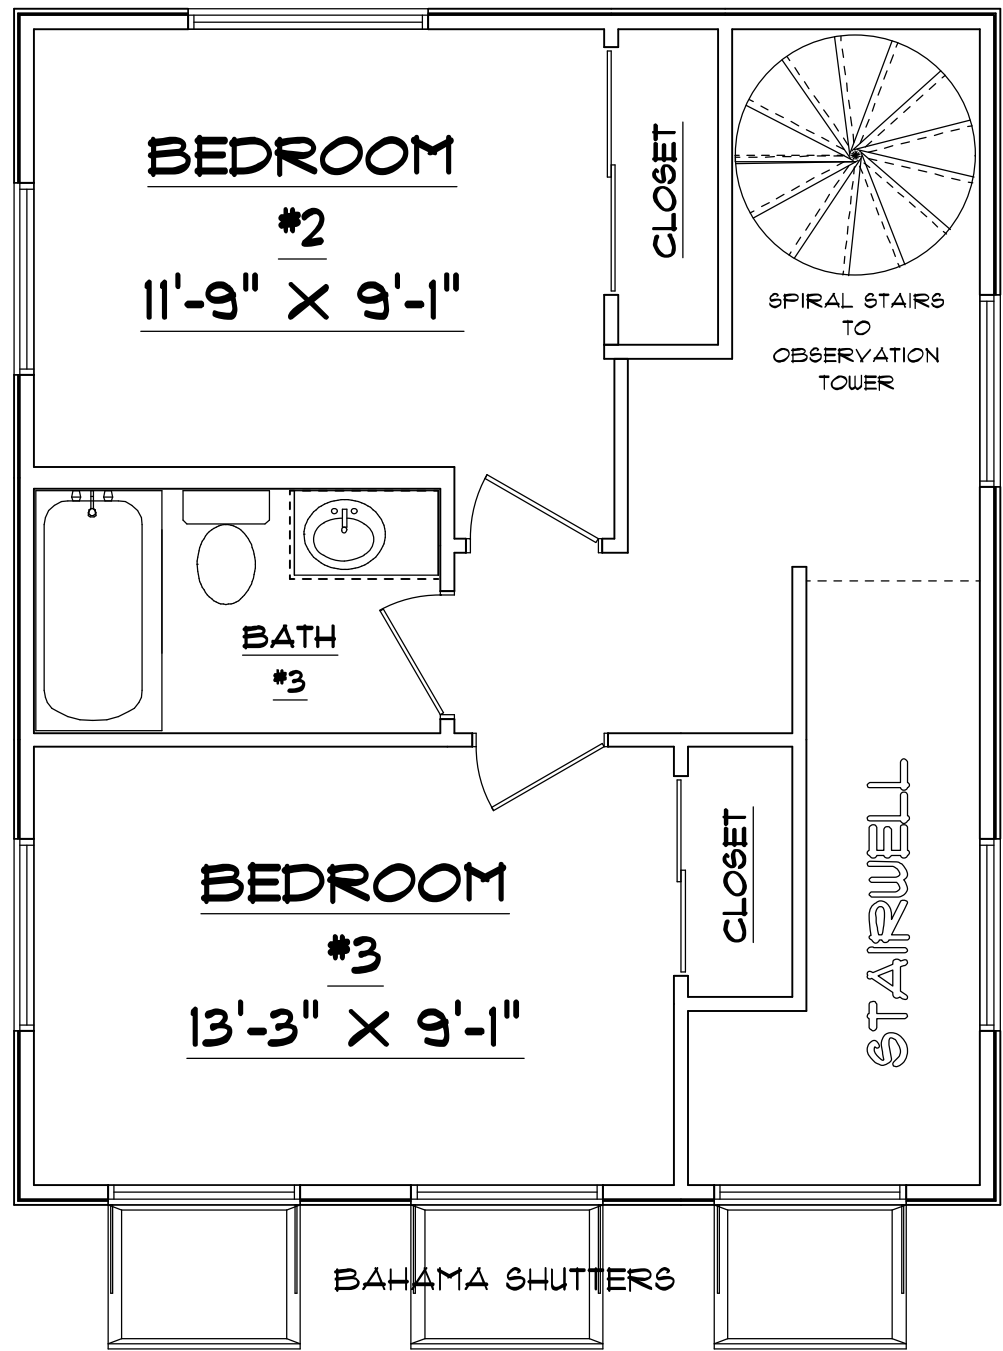 BEDROOM
#2
11'-9" X 9'-1"
CLOSET
SPIRAL STAIRS
TO
OBSERVATION
TOWER
BATH
#3
BEDROOM
#3
13'-3" X 9'-1"
CLOSET
STAIRWELL
BAHAMA SHUTTERS